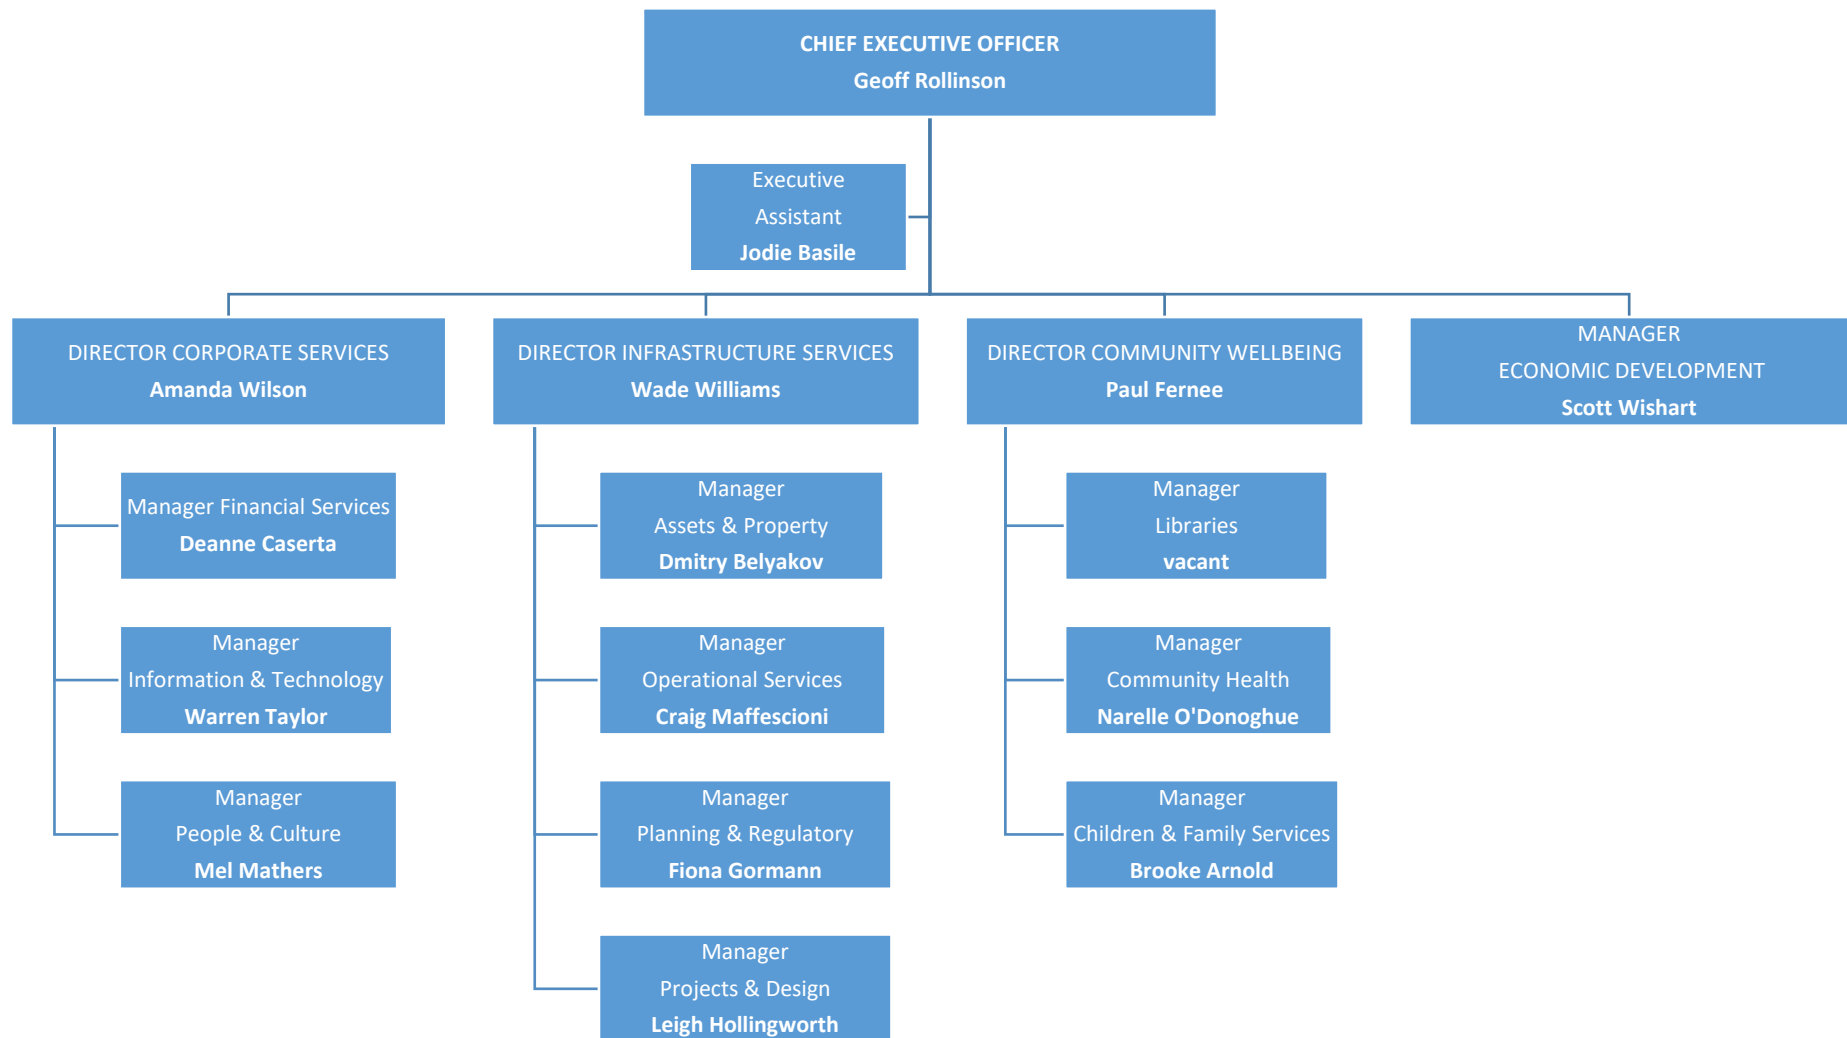 CHIEF EXECUTIVE OFFICER
Geoff Rollinson
Executive
Assistant
Jodie Basile
DIRECTOR CORPORATE SERVICES
Amanda Wilson
DIRECTOR INFRASTRUCTURE SERVICES
Wade Williams
DIRECTOR COMMUNITY WELLBEING
Paul Fernee
MANAGER
ECONOMIC DEVELOPMENT
Scott Wishart
Manager Financial Services
Deanne Caserta
Manager
Information & Technology
Warren Taylor
Manager
People & Culture
Mel Mathers
Manager
Assets & Property
Dmitry Belyakov
Manager
Operational Services
Craig Maffescioni
Manager
Planning & Regulatory
Fiona Gormann
Manager
Projects & Design
Leigh Hollingworth
Manager
Libraries
vacant
Manager
Community Health
Narelle O'Donoghue
Manager
Children & Family Services
Brooke Arnold